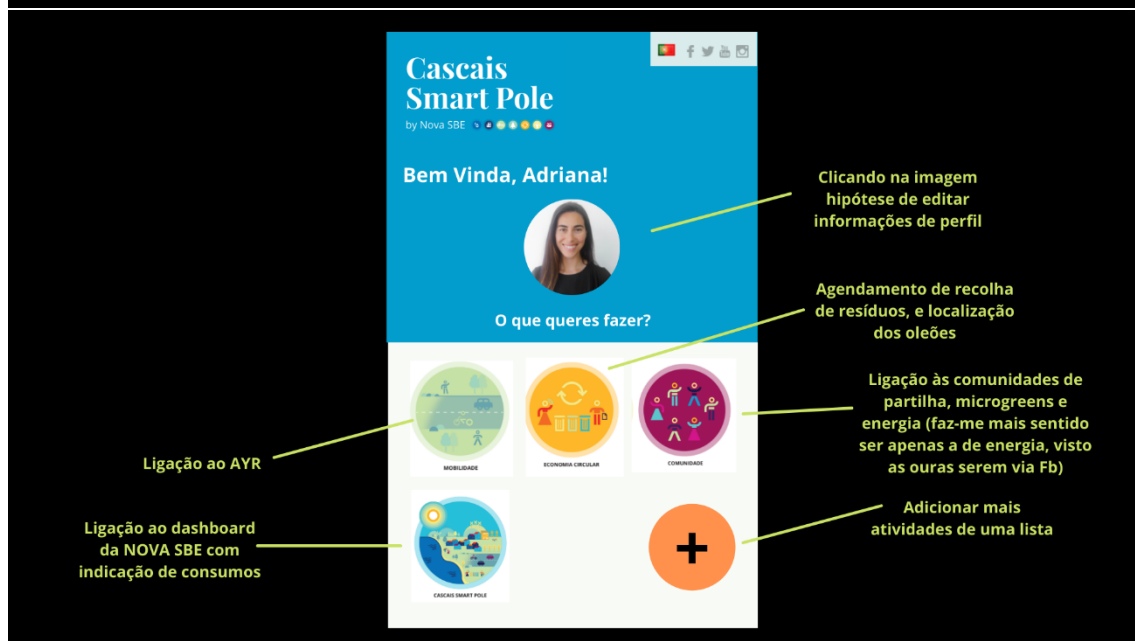 Cascais
Smart Pole
by Nova SBE
Bem Vinda, Adriana!
O que queres fazer?
MOBILIDADE
ECONOMIA CIRCULAR
COMUNIDADE
CASCAIS SMART POLE
+
Clicando na imagem
hipótese de editar
informações de perfil
Agendamento de recolha
de resíduos, e localização
dos oleões
Ligação às comunidades de
partilha, microgreens e
energia (faz-me mais sentido
ser apenas a de energia, visto
as ouras serem via Fb)
Adicionar mais
atividades de uma lista
Ligação ao AYR
Ligação ao dashboard
da NOVA SBE com
indicação de consumos